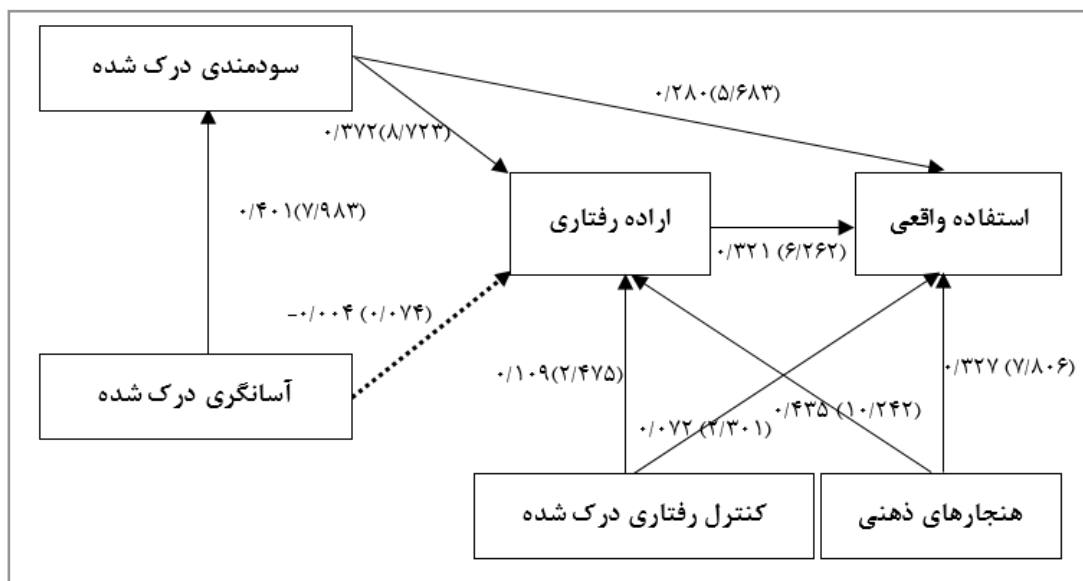 سودمندی درک شده
۰/۲۸۰(۵/۶۸۳)
۰/۳۷۲(۸/۷۲۳)
۰/۴۰۱(۷/۹۸۳)
اراده رفتاری
استفاده واقعی
۰/۳۲۱ (۶/۲۶۲)
-۰/۰۰۴ (۰/۰۷۴)
آسانگری درک شده
۰/۱۰۹(۲/۴۷۵)
۰/۳۲۷ (۷/۸۰۶)
۰/۰۷۲ (۲/۳۰۱)
۰/۴۳۵ (۱۰/۲۴۲)
کنترل رفتاری درک شده
هنجارهای ذهنی